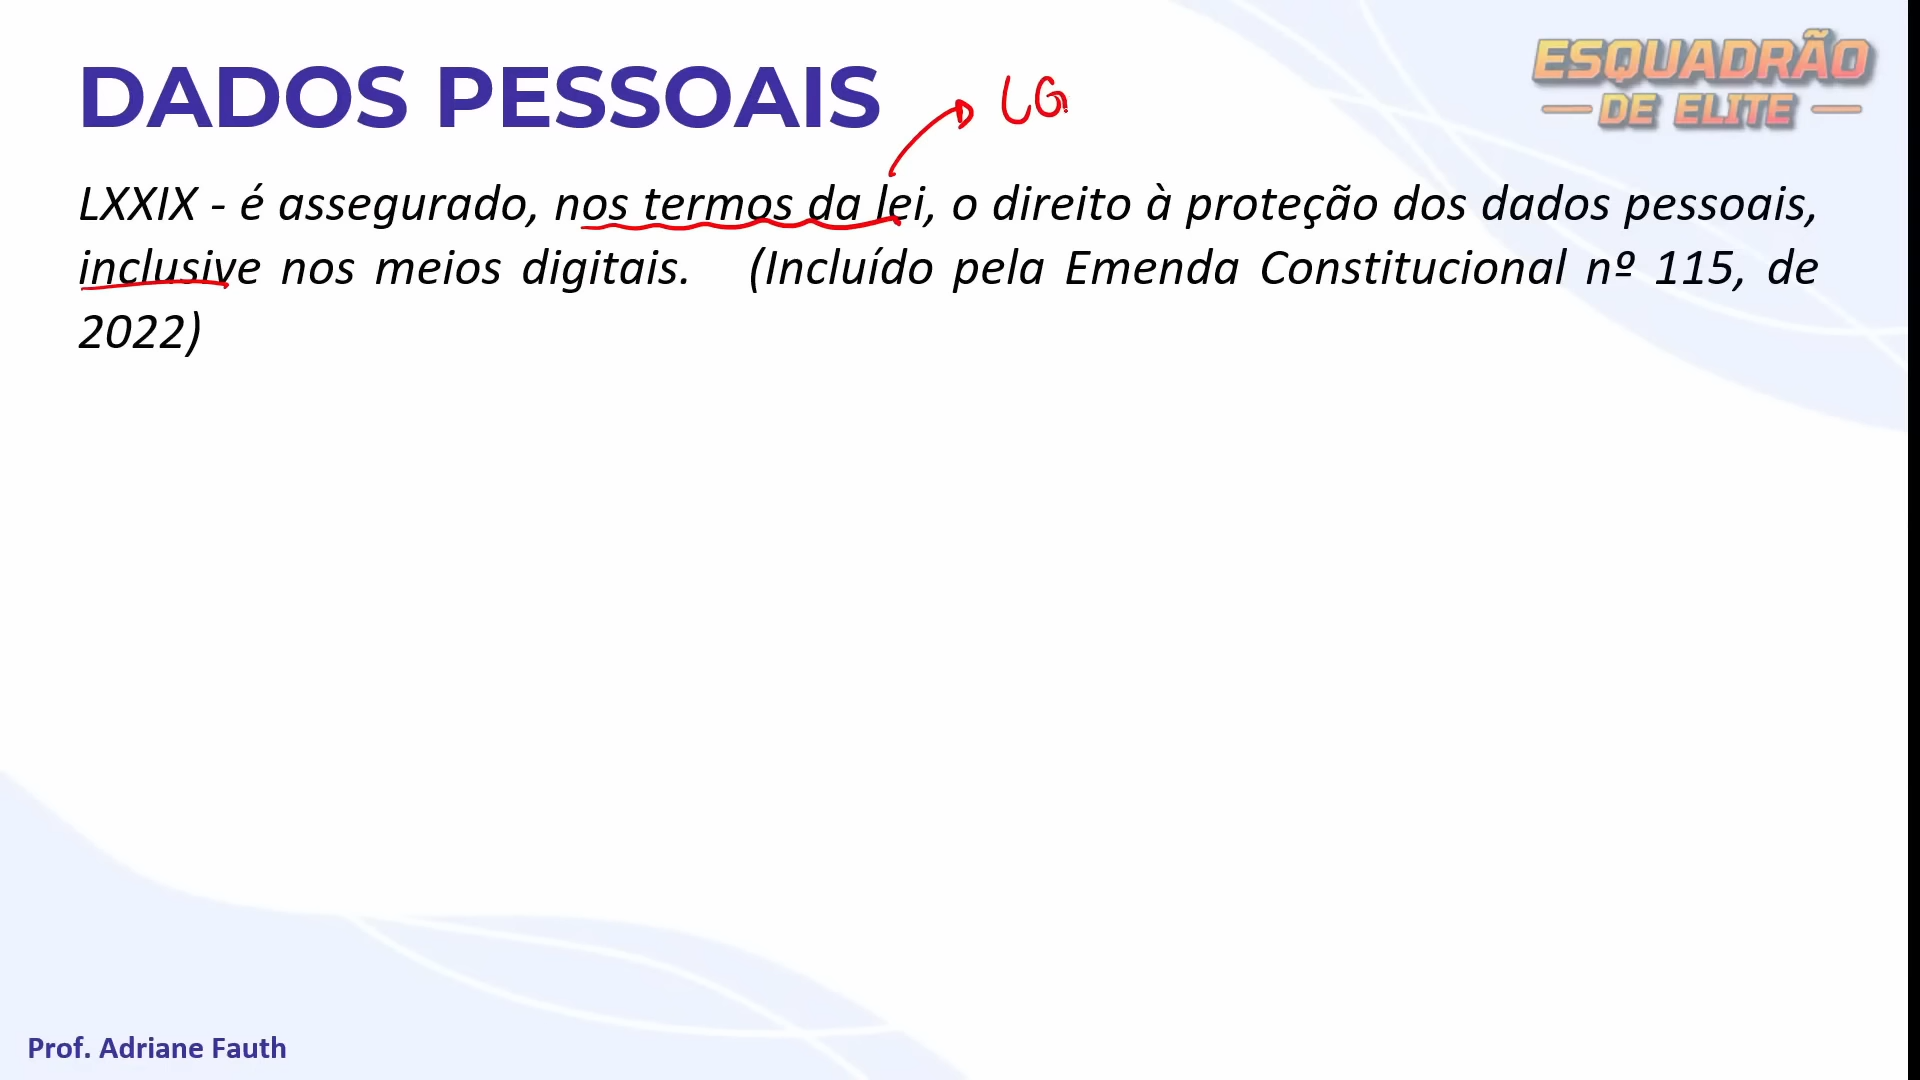 DADOS PESSOAIS
LG
ESQUADRÃO
DE ELITE
LXXIX - é assegurado, nos termos da lei, o direito à proteção dos dados pessoais,
inclusive nos meios digitais. (Incluído pela Emenda Constitucional nº 115, de
2022)
Prof. Adriane Fauth